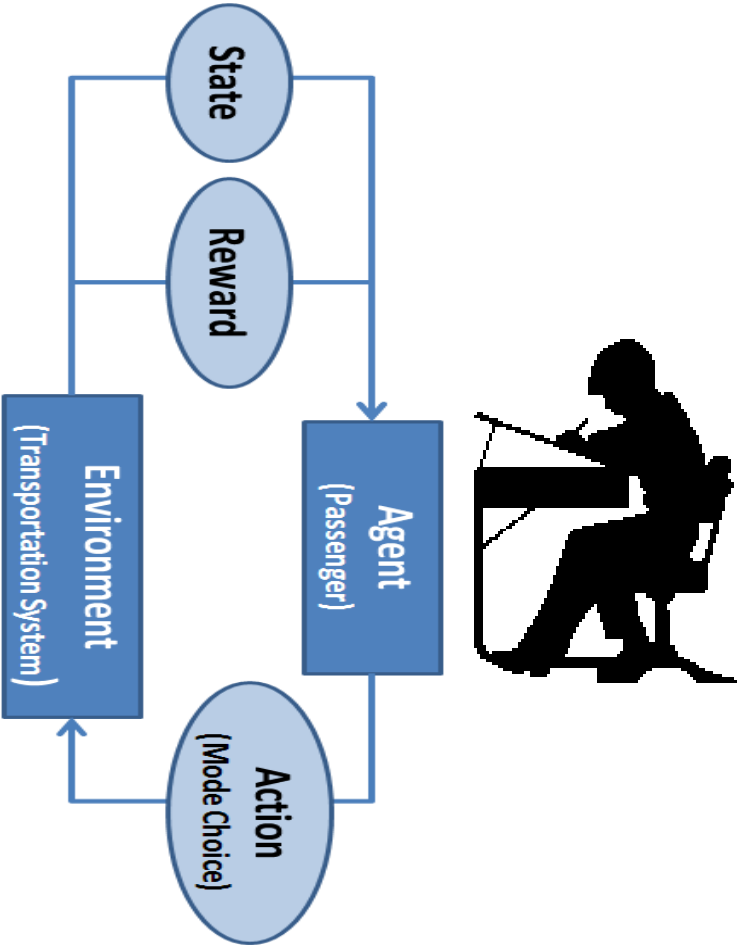 Agent
(Passenger)
State
Reward
Action
(Mode Choice)
Environment
(Transportation System)